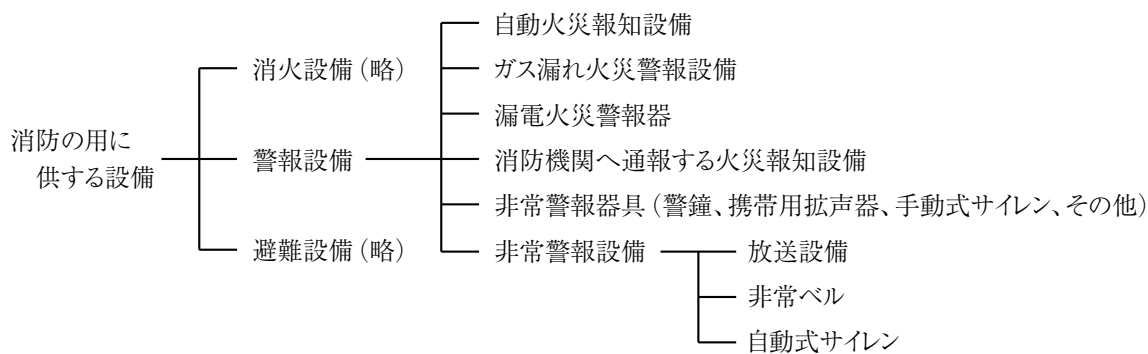 消防の用に
供する設備
消火設備（略）
警報設備
避難設備（略）
自動火災報知設備
ガス漏れ火災警報設備
漏電火災警報器
消防機関へ通報する火災報知設備
非常警報器具（警鐘、携帯用拡声器、手動式サイレン、その他）
非常警報設備
放送設備
非常ベル
自動式サイレン